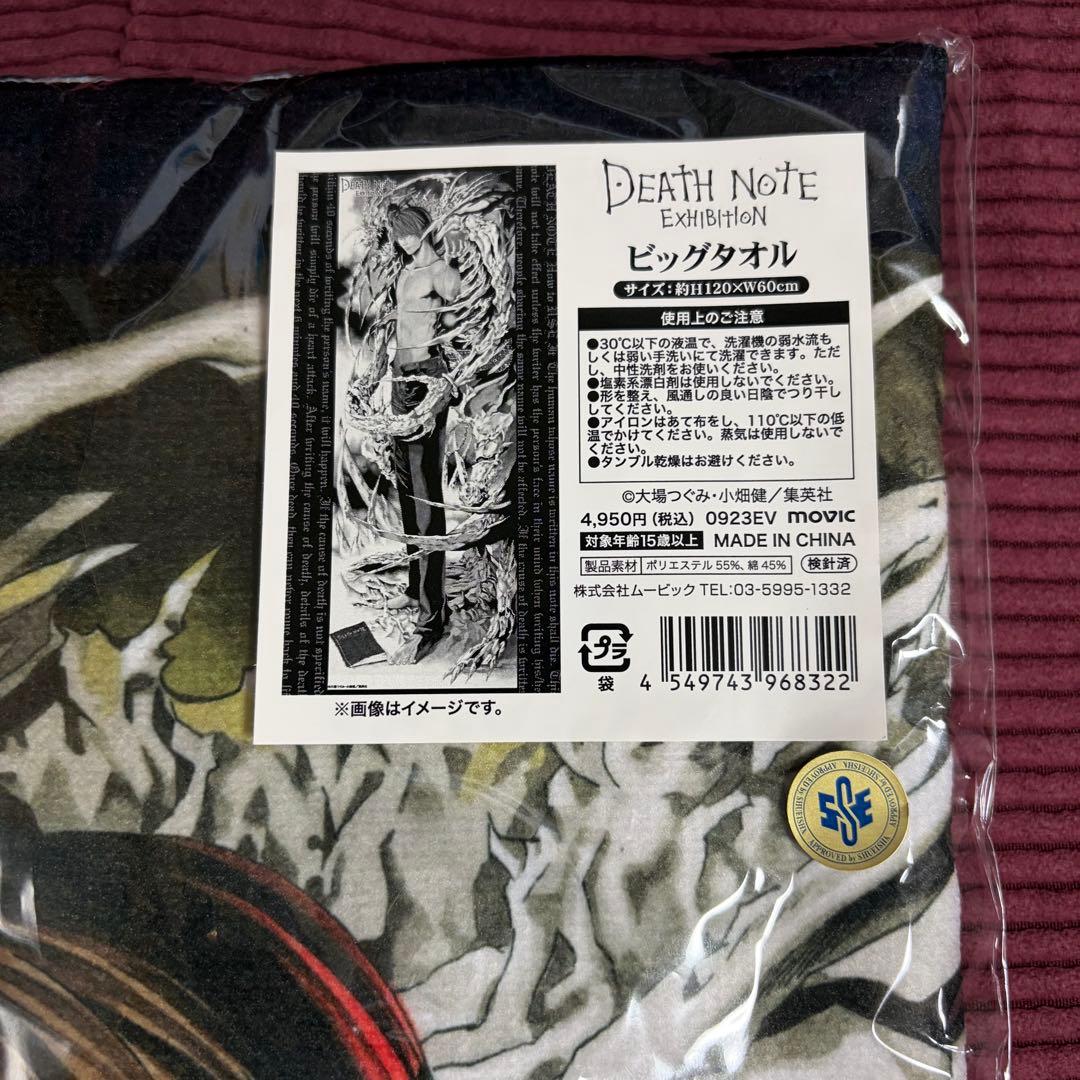 DEATH NOTE
EXHIBITION
ビッグタオル
サイズ：約H120×W60cm
使用上のご注意
●30℃以下の液温で、洗濯機の弱水流も
しくは弱い手洗いにて洗濯できます。ただ
し、中性洗剤をお使いください。
●塩素系漂白剤は使用しないでください。
●形を整え、風通しの良い日陰でつり干し
してください。
●アイロンはあて布をし、110℃以下の低
温でかけてください。蒸気は使用しないで
ください。
●タンブル乾燥はお避けください。
©大場つぐみ・小畑健／集英社
4,950円（税込） 0923EV movic
対象年齢15歳以上 MADE IN CHINA
製品素材 ポリエステル 55%、綿 45% 検針済
株式会社ムービック TEL:03-5995-1332
プラ
袋
4 549743 968322
※画像はイメージです。
DEATH NOTE
APPROVED by SHUEISHA
APPROVED by SHUEISHA
APPROVED by SHUEISHA